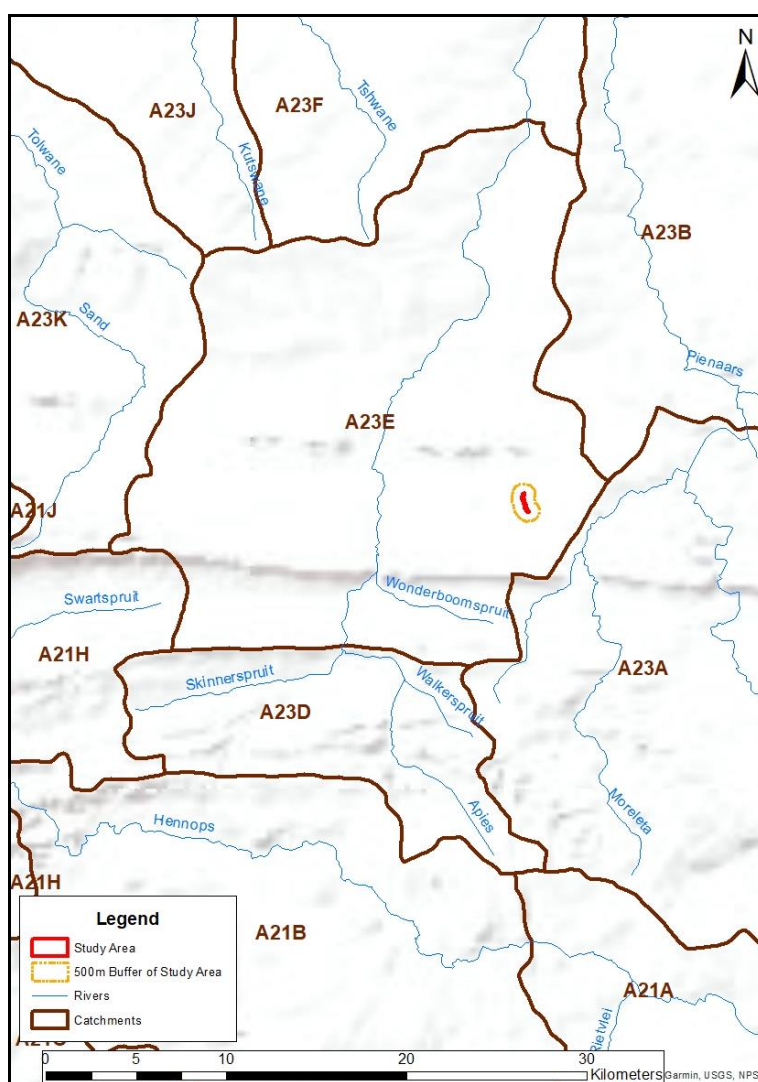 N
A23J
A23F
Tshwane
Tolwane
Kutswane
A23B
Sand
A23K
Pienaars
A23E
A21J
Wonderboomspruit
Swartspruit
A21H
A23A
Skinnerspruit
Walkerspruit
A23D
Moreleta
Apies
Hennops
A21H
A21B
A21A
Rietvlei
Legend
Study Area
500m Buffer of Study Area
Rivers
Catchments
0 5 10 20 30
Kilometers
Garmin, USGS, NPS